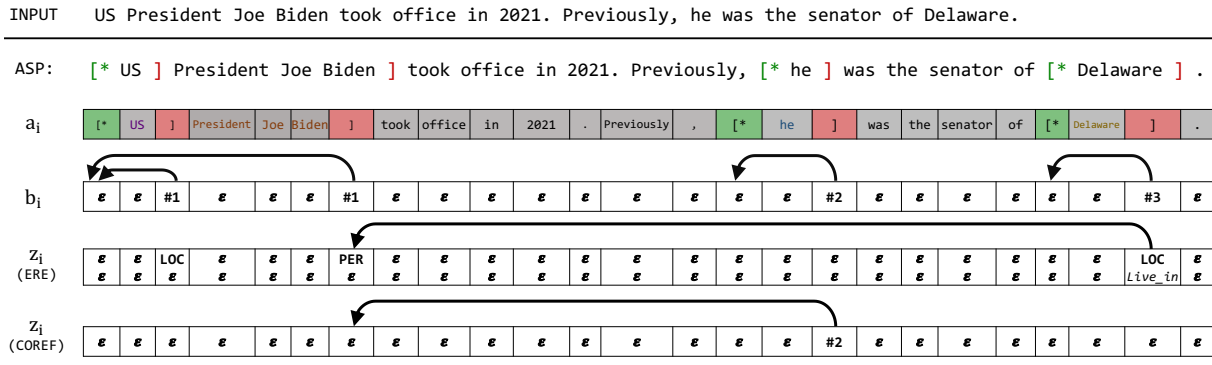 INPUT US President Joe Biden took office in 2021. Previously, he was the senator of Delaware.
ASP: [* US ] President Joe Biden ] took office in 2021. Previously, [* he ] was the senator of [* Delaware ] .
aᵢ [* US ] President Joe Biden ] took office in 2021 . Previously , [* he ] was the senator of [* Delaware ] .
bᵢ ε ε #1 ε ε ε #1 ε ε ε ε ε ε ε ε ε #2 ε ε ε ε ε ε #3 ε
zᵢ ε ε LOC ε ε ε PER ε ε ε ε ε ε ε ε ε ε ε ε ε ε ε ε LOC ε
(ERE) ε ε ε ε ε ε ε ε ε ε ε ε ε ε ε ε ε ε ε ε ε ε ε Live_in ε
zᵢ
(COREF) ε ε ε ε ε ε ε ε ε ε ε ε ε ε ε ε #2 ε ε ε ε ε ε ε ε